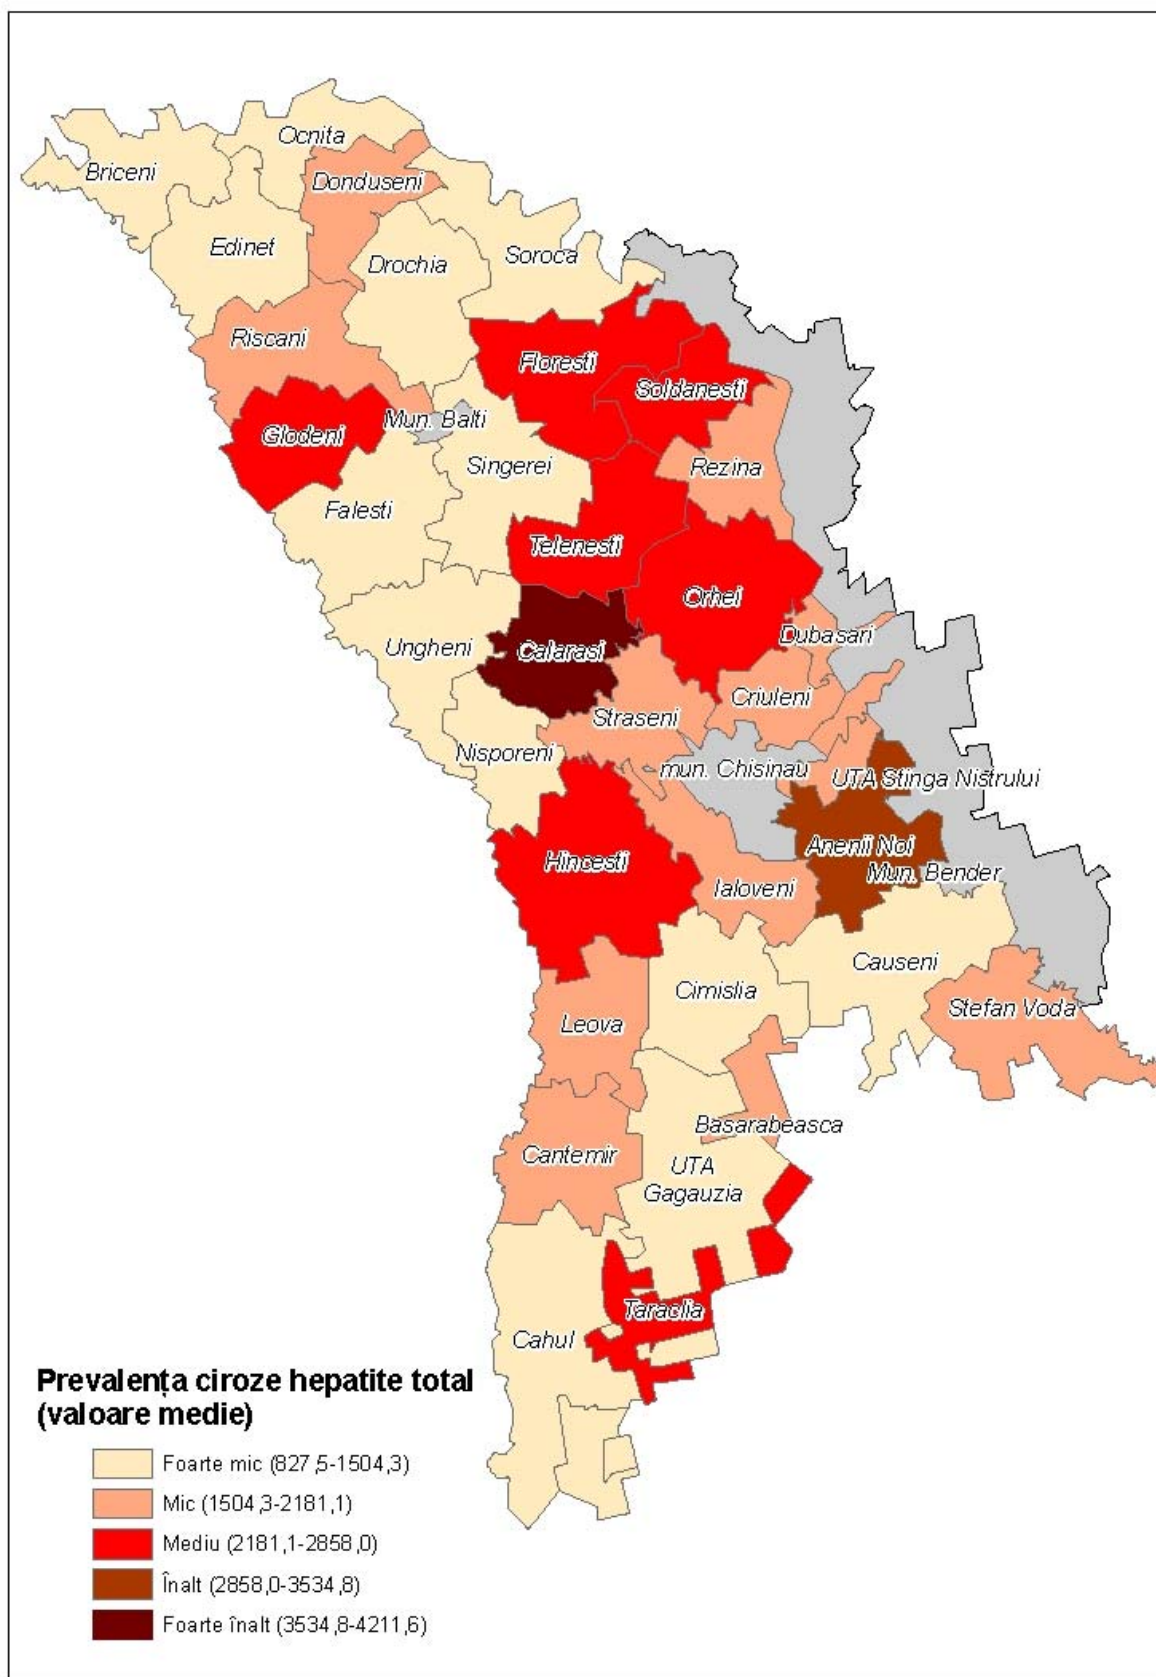 Ocnita
Briceni
Donduseni
Edinet
Drochia
Soroca
Riscani
Floresti
Soldanesti
Mun. Balti
Glodeni
Singerei
Rezina
Falesti
Telenesti
Orhei
Dubasari
Ungheni
Calarasi
Criuleni
Straseni
Nisporeni
mun. Chisinau
UTA Stinga Nistrului
Anenii Noi
Hincesti
Mun. Bender
Ialoveni
Causeni
Cimislia
Stefan Voda
Leova
Basarabeasca
Cantemir
UTA
Gagauzia
Taraclia
Cahul
Prevalența ciroze hepatite total
(valoare medie)
Foarte mic (827,5-1504,3)
Mic (1504,3-2181,1)
Mediu (2181,1-2858,0)
Înalt (2858,0-3534,8)
Foarte înalt (3534,8-4211,6)